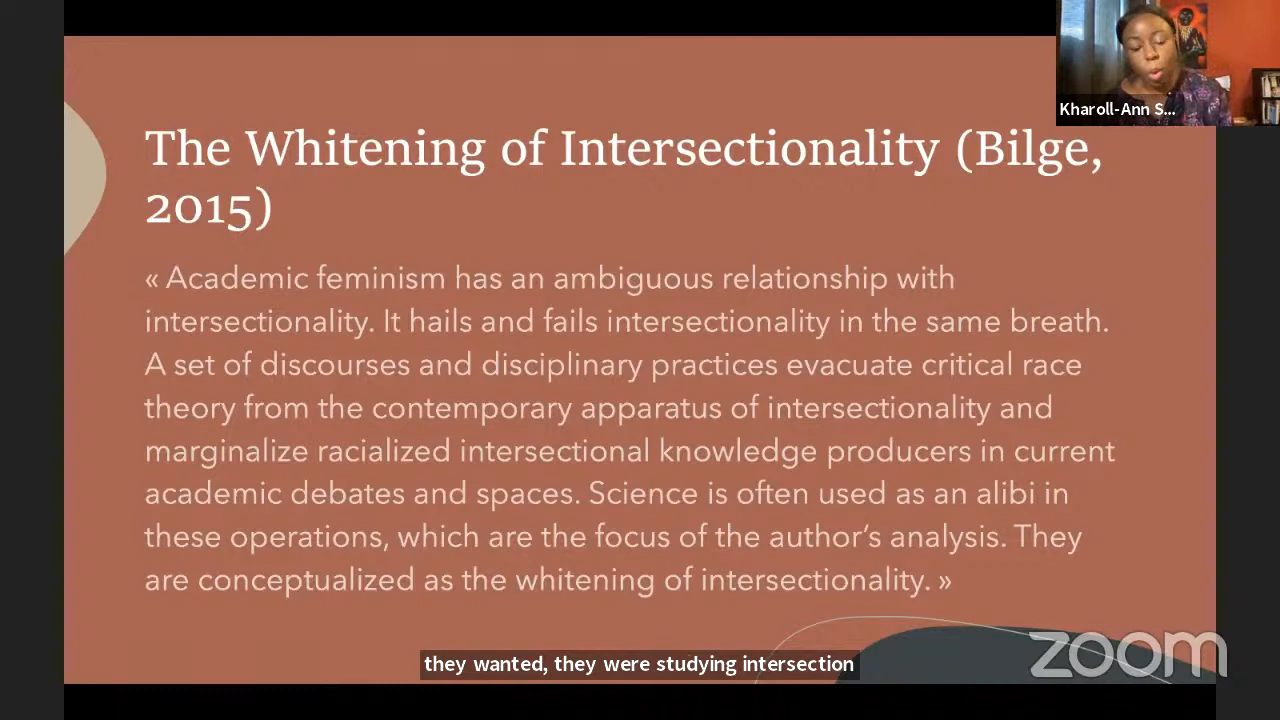 Kharoll-Ann S...
The Whitening of Intersectionality (Bilge,
2015)
« Academic feminism has an ambiguous relationship with
intersectionality. It hails and fails intersectionality in the same breath.
A set of discourses and disciplinary practices evacuate critical race
theory from the contemporary apparatus of intersectionality and
marginalize racialized intersectional knowledge producers in current
academic debates and spaces. Science is often used as an alibi in
these operations, which are the focus of the author’s analysis. They
are conceptualized as the whitening of intersectionality. »
zoom
they wanted, they were studying intersection